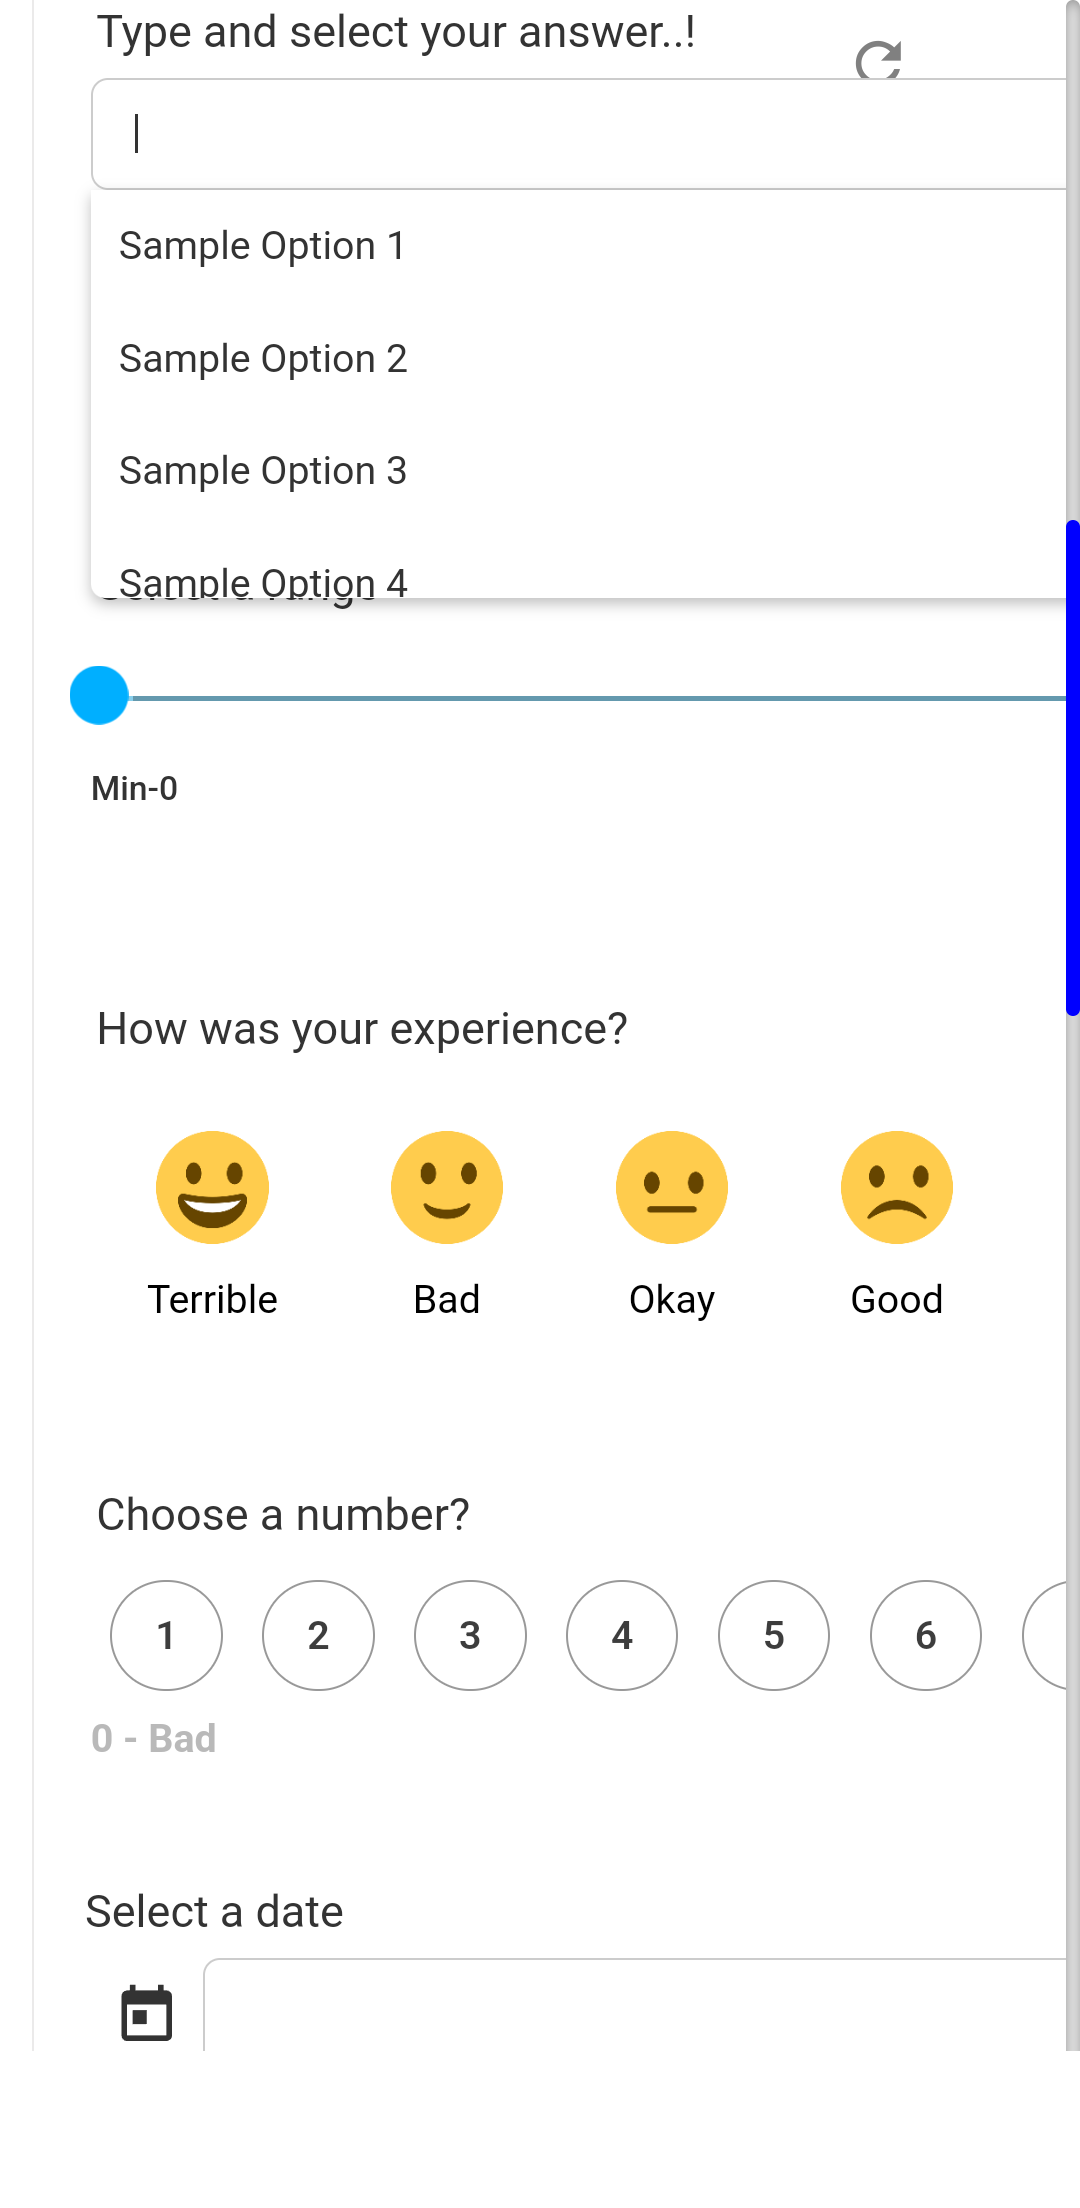 Type and select your answer..!
Sample Option 1
Sample Option 2
Sample Option 3
Sample Option 4
Min-0
How was your experience?
Terrible Bad Okay Good
Choose a number?
1 2 3 4 5 6
0 - Bad
Select a date